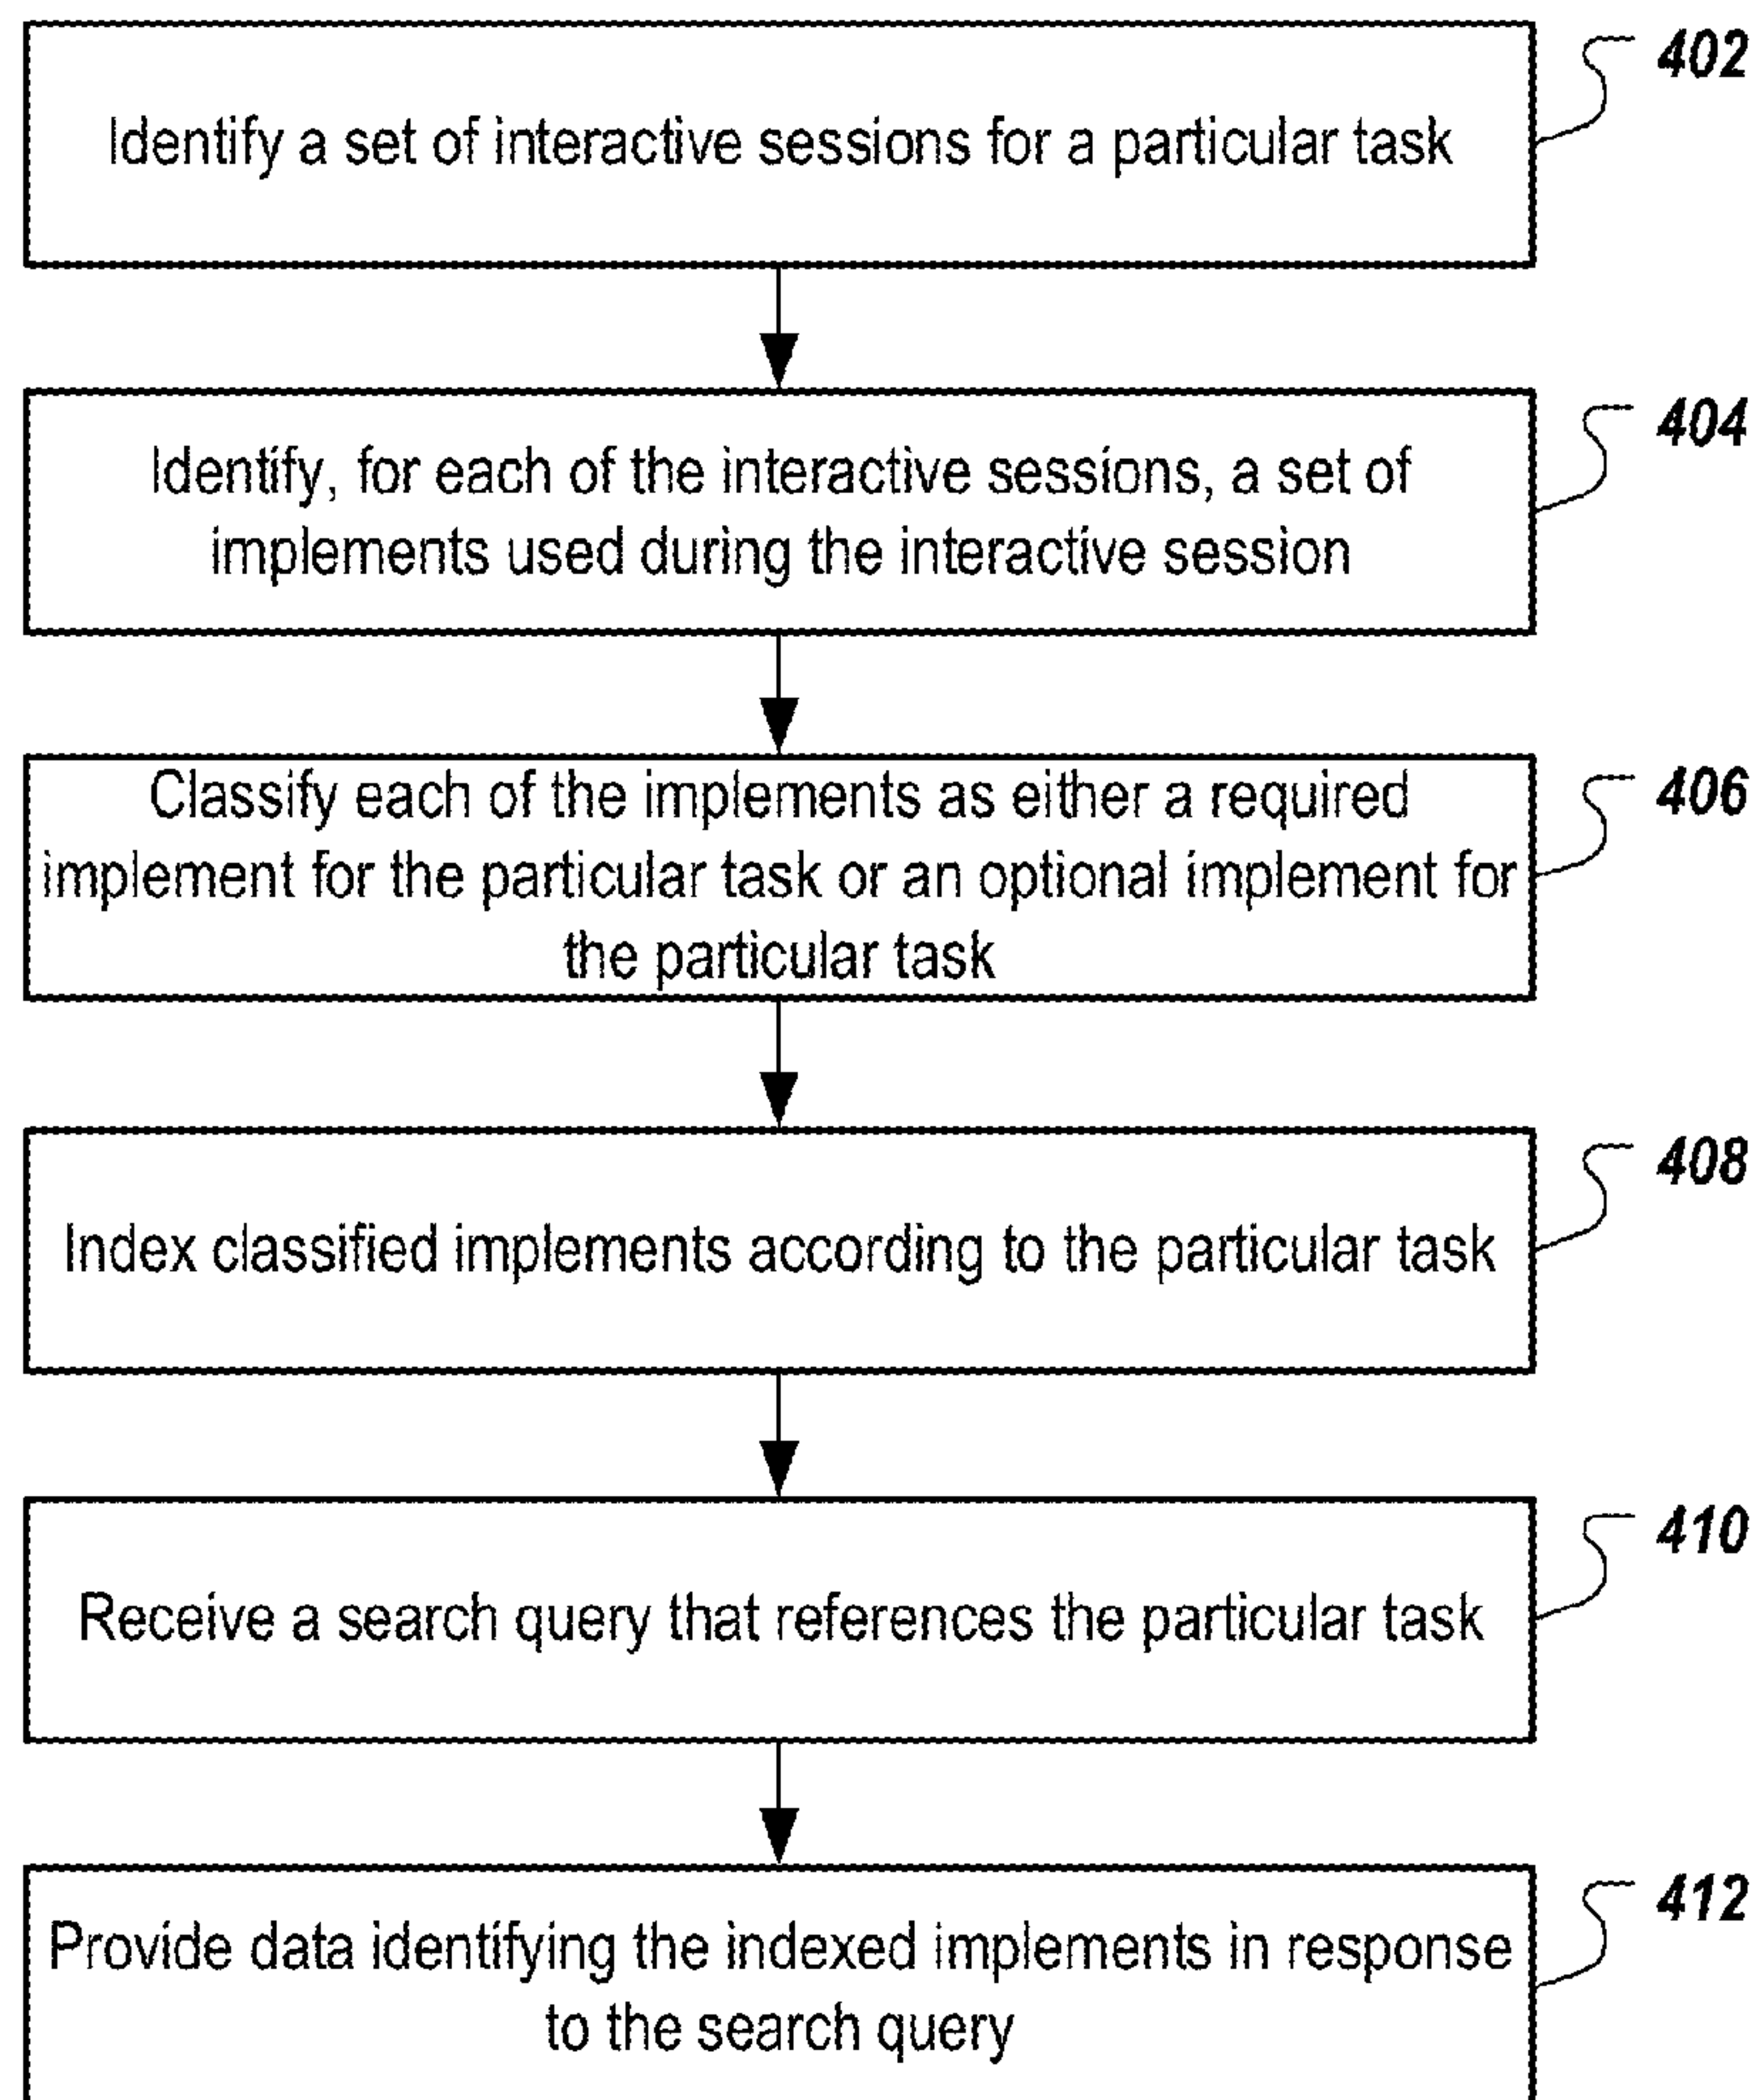 402
Identify a set of interactive sessions for a particular task
404
Identify, for each of the interactive sessions, a set of
implements used during the interactive session
406
Classify each of the implements as either a required
implement for the particular task or an optional implement for
the particular task
408
Index classified implements according to the particular task
410
Receive a search query that references the particular task
412
Provide data identifying the indexed implements in response
to the search query